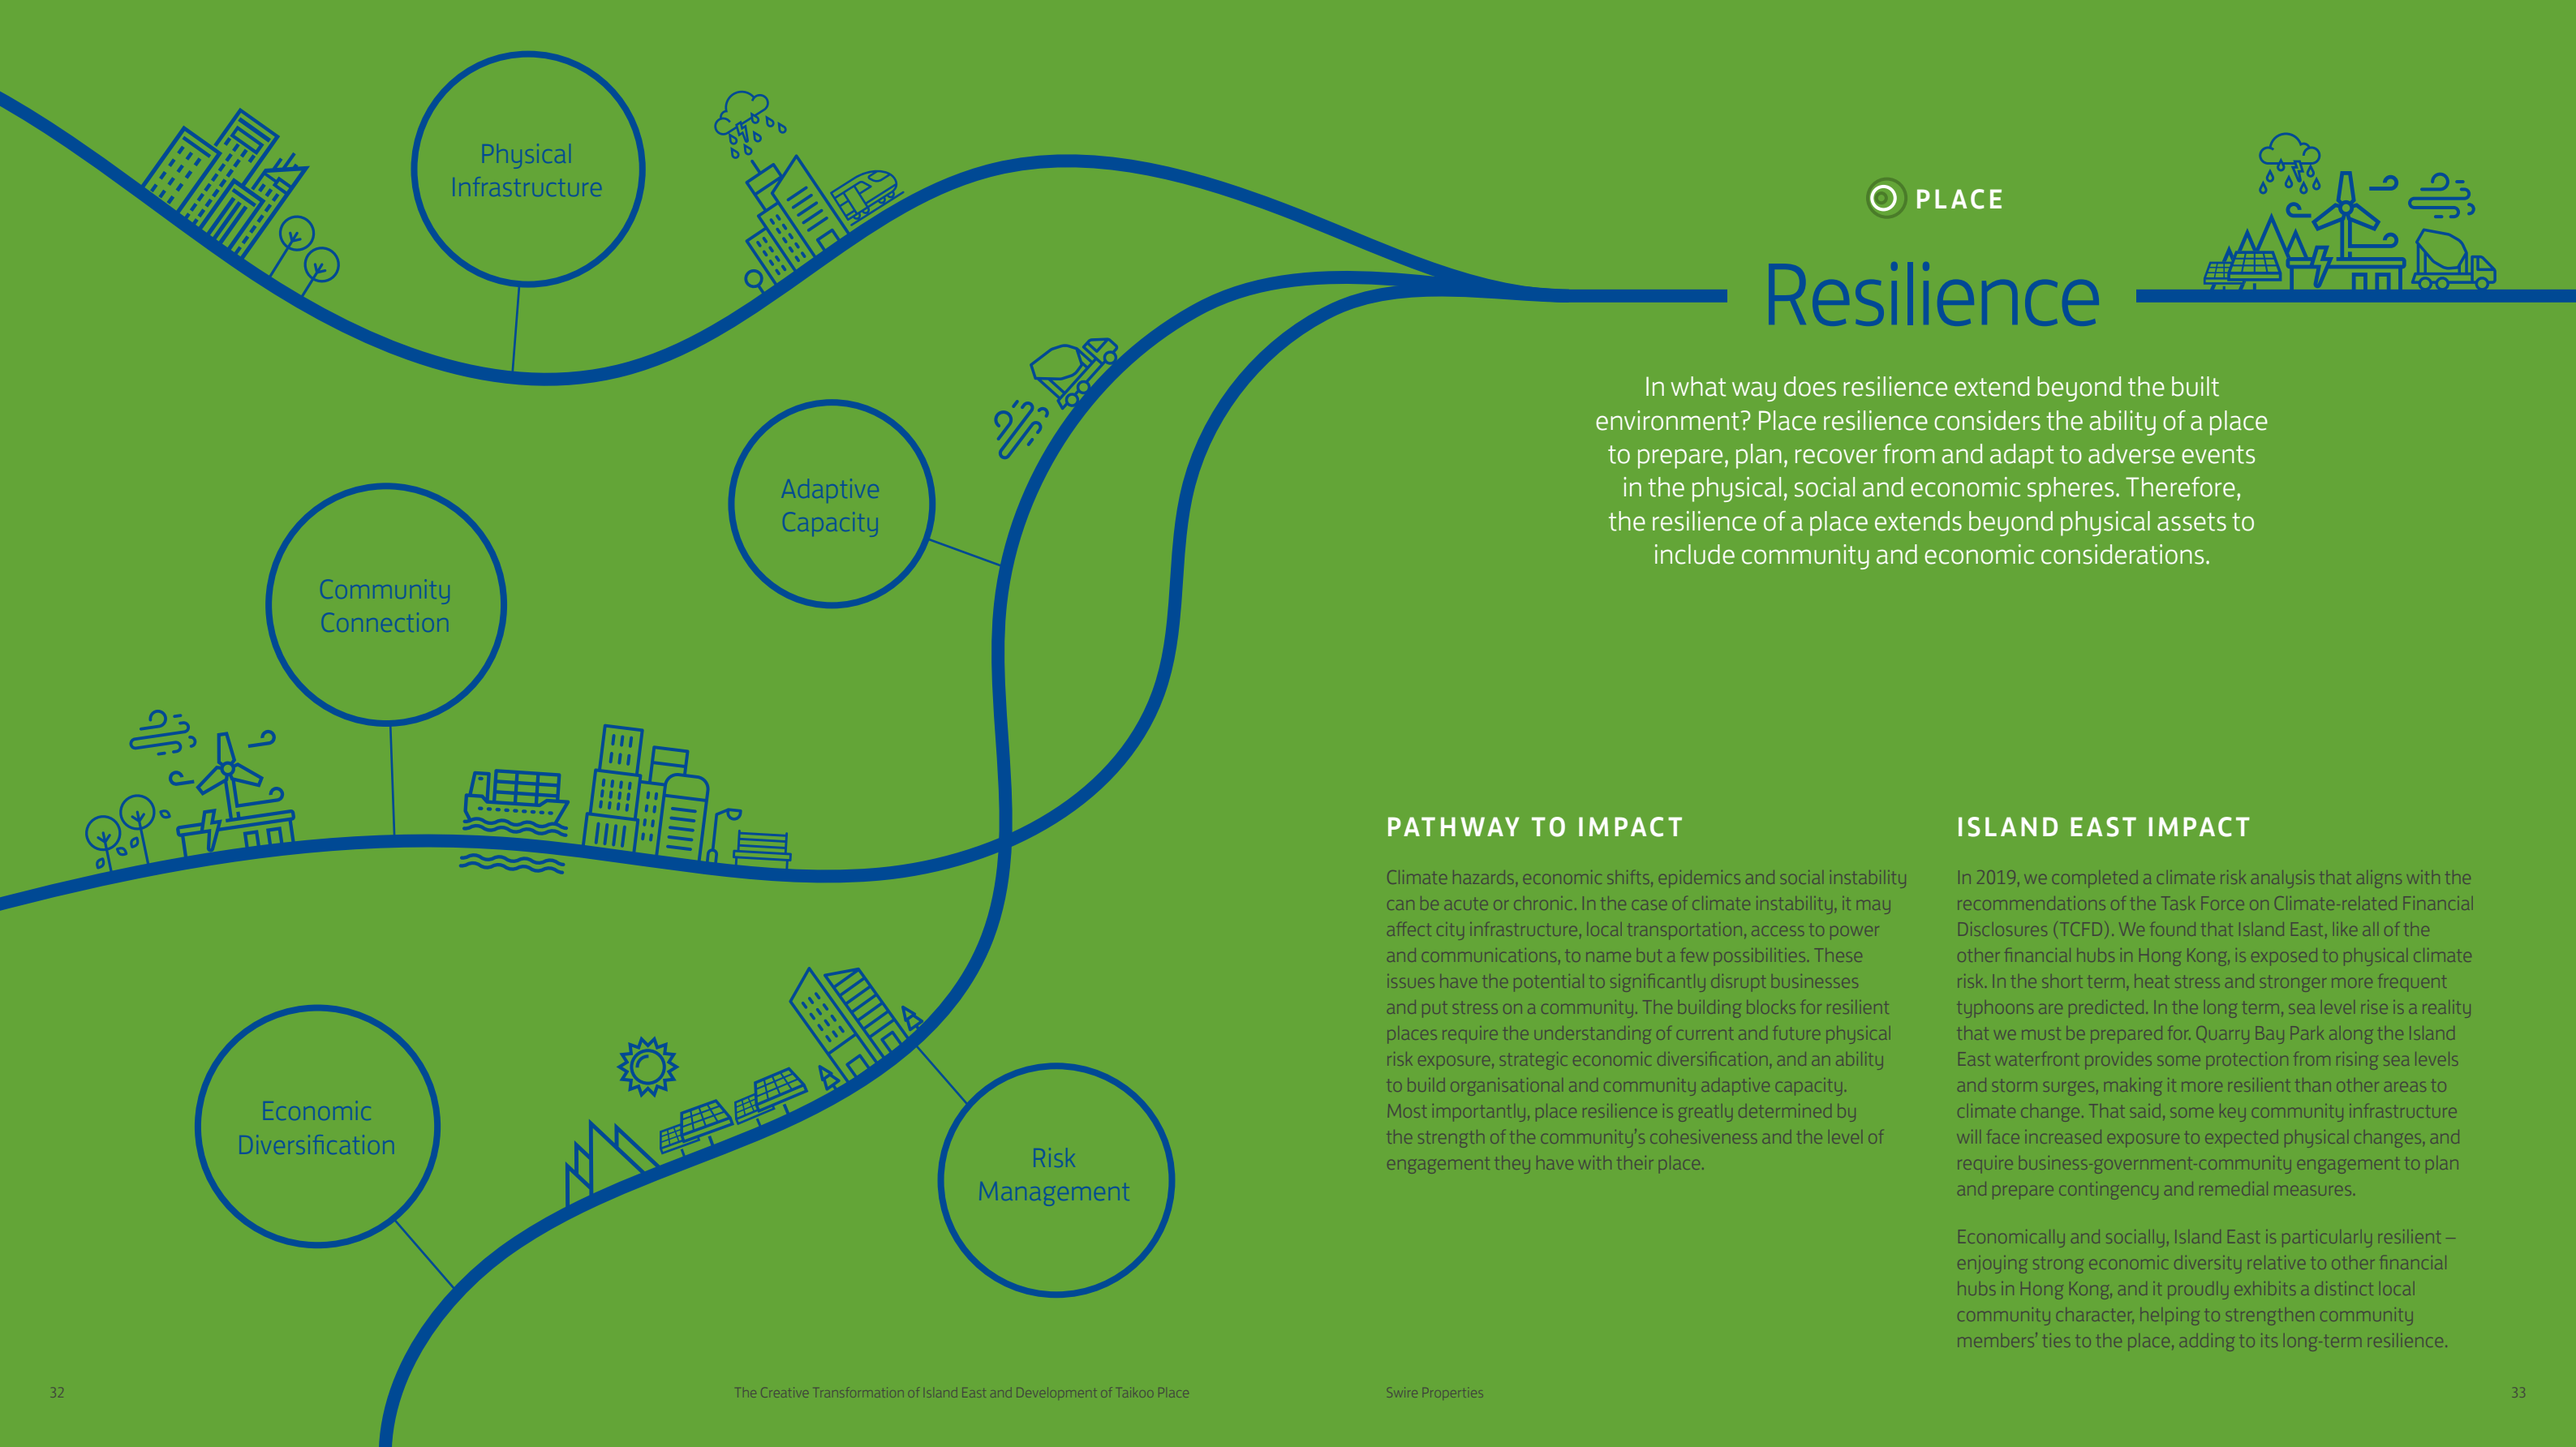 Physical
Infrastructure
Adaptive
Capacity
Community
Connection
Economic
Diversification
Risk
Management
32
The Creative Transformation of Island East and Development of Taikoo Place
PLACE
Resilience
In what way does resilience extend beyond the built
environment? Place resilience considers the ability of a place
to prepare, plan, recover from and adapt to adverse events
in the physical, social and economic spheres. Therefore,
the resilience of a place extends beyond physical assets to
include community and economic considerations.
PATHWAY TO IMPACT
Climate hazards, economic shifts, epidemics and social instability
can be acute or chronic. In the case of climate instability, it may
affect city infrastructure, local transportation, access to power
and communications, to name but a few possibilities. These
issues have the potential to significantly disrupt businesses
and put stress on a community. The building blocks for resilient
places require the understanding of current and future physical
risk exposure, strategic economic diversification, and an ability
to build organisational and community adaptive capacity.
Most importantly, place resilience is greatly determined by
the strength of the community's cohesiveness and the level of
engagement they have with their place.
ISLAND EAST IMPACT
In 2019, we completed a climate risk analysis that aligns with the
recommendations of the Task Force on Climate-related Financial
Disclosures (TCFD). We found that Island East, like all of the
other financial hubs in Hong Kong, is exposed to physical climate
risk. In the short term, heat stress and stronger more frequent
typhoons are predicted. In the long term, sea level rise is a reality
that we must be prepared for. Quarry Bay Park along the Island
East waterfront provides some protection from rising sea levels
and storm surges, making it more resilient than other areas to
climate change. That said, some key community infrastructure
will face increased exposure to expected physical changes, and
require business-government-community engagement to plan
and prepare contingency and remedial measures.
Economically and socially, Island East is particularly resilient –
enjoying strong economic diversity relative to other financial
hubs in Hong Kong, and it proudly exhibits a distinct local
community character, helping to strengthen community
members' ties to the place, adding to its long-term resilience.
Swire Properties
33